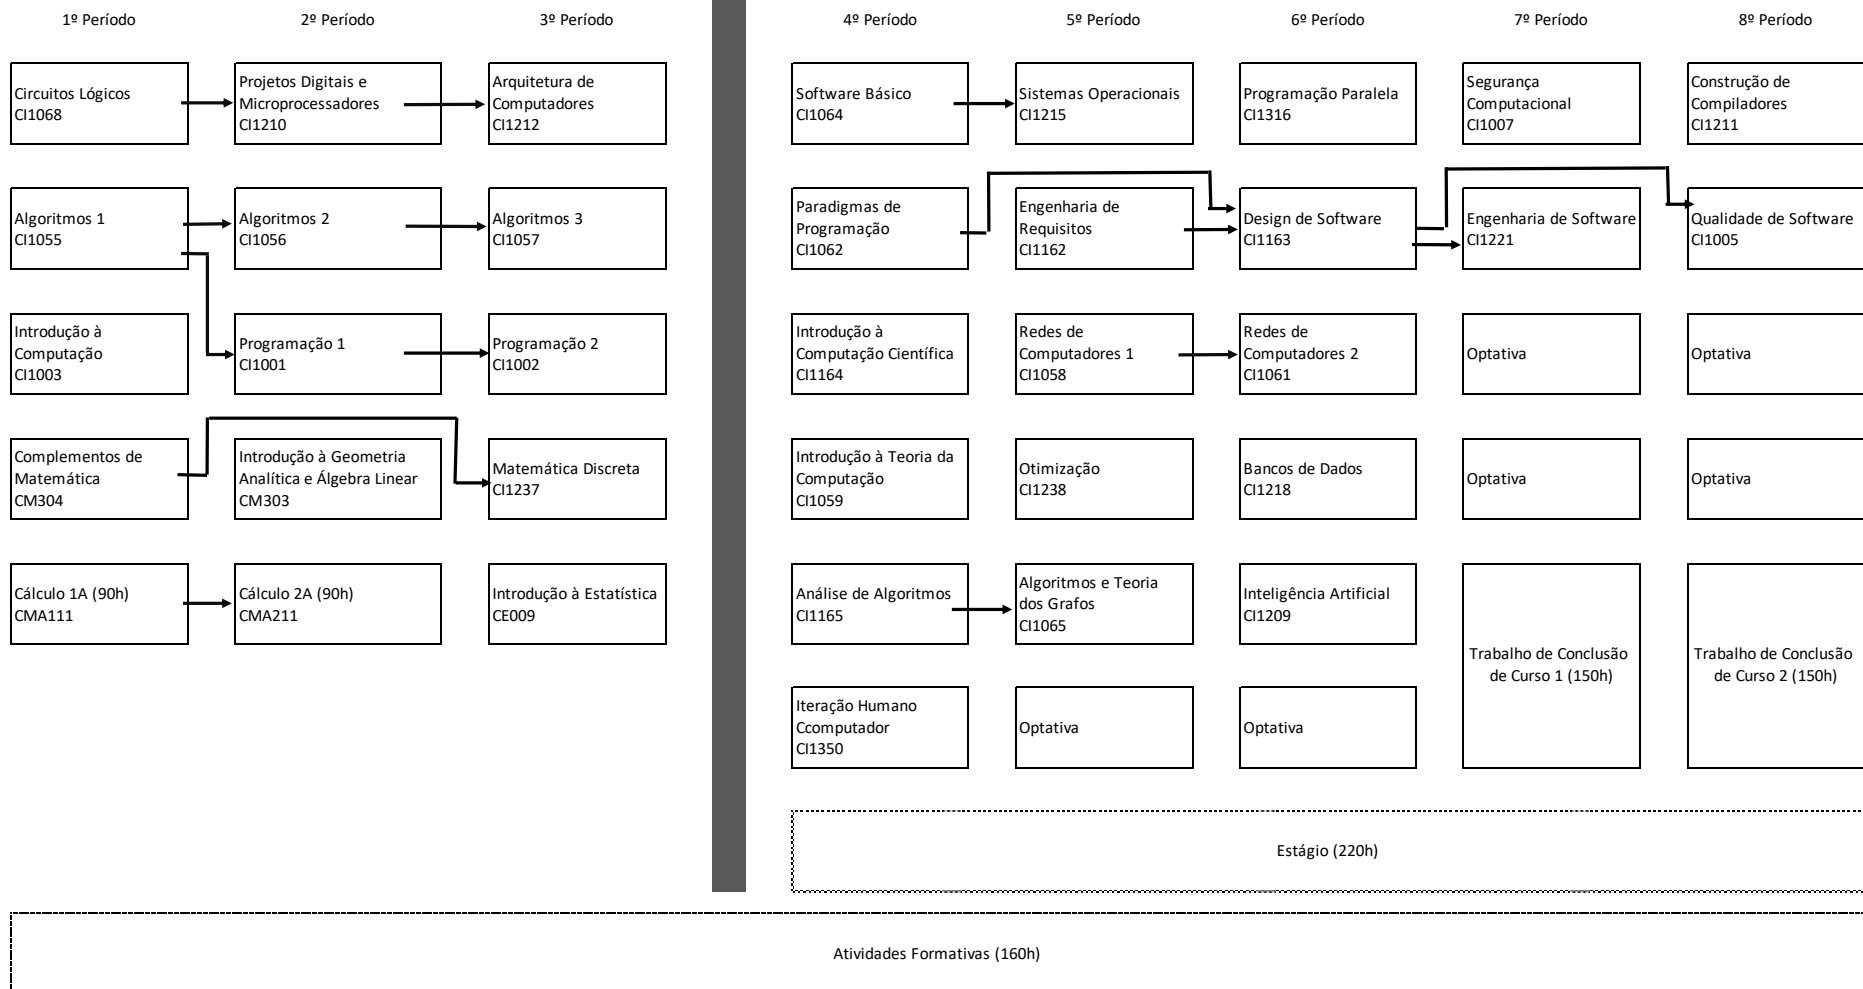 1º Período
2º Período
3º Período
4º Período
5º Período
6º Período
7º Período
8º Período
Circuitos Lógicos
CI1068
Projetos Digitais e
Microprocessadores
CI1210
Arquitetura de
Computadores
CI1212
Software Básico
CI1064
Sistemas Operacionais
CI1215
Programação Paralela
CI1316
Segurança
Computacional
CI1007
Construção de
Compiladores
CI1211
Algoritmos 1
CI1055
Algoritmos 2
CI1056
Algoritmos 3
CI1057
Paradigmas de
Programação
CI1062
Engenharia de
Requisitos
CI1162
Design de Software
CI1163
Engenharia de Software
CI1221
Qualidade de Software
CI1005
Introdução à
Computação
CI1003
Programação 1
CI1001
Programação 2
CI1002
Introdução à
Computação Científica
CI1164
Redes de
Computadores 1
CI1058
Redes de
Computadores 2
CI1061
Optativa
Optativa
Complementos de
Matemática
CM304
Introdução à Geometria
Analítica e Álgebra Linear
CM303
Matemática Discreta
CI1237
Introdução à Teoria da
Computação
CI1059
Otimização
CI1238
Bancos de Dados
CI1218
Optativa
Optativa
Cálculo 1A (90h)
CMA111
Cálculo 2A (90h)
CMA211
Introdução à Estatística
CE009
Análise de Algoritmos
CI1165
Algoritmos e Teoria
dos Grafos
CI1065
Inteligência Artificial
CI1209
Trabalho de Conclusão
de Curso 1 (150h)
Trabalho de Conclusão
de Curso 2 (150h)
Iteração Humano
Ccomputador
CI1350
Optativa
Optativa
Estágio (220h)
Atividades Formativas (160h)